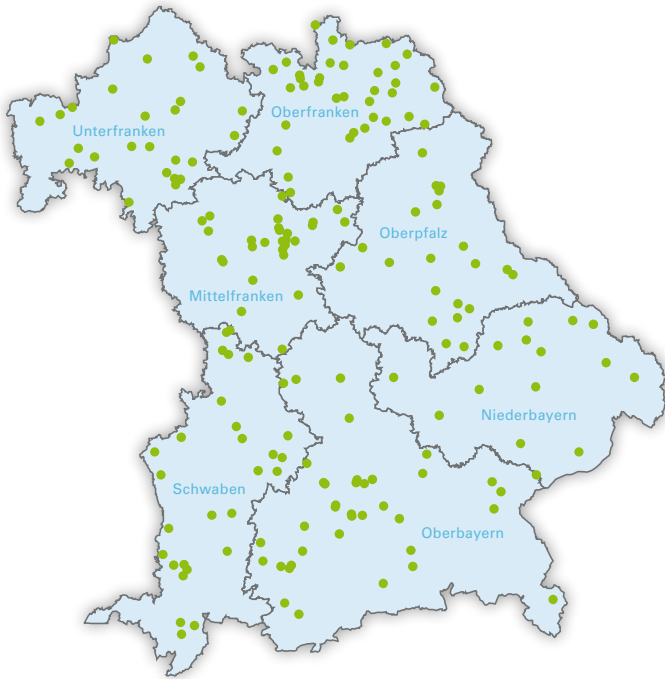 Oberfranken
Unterfranken
Oberpfalz
Mittelfranken
Niederbayern
Schwaben
Oberbayern